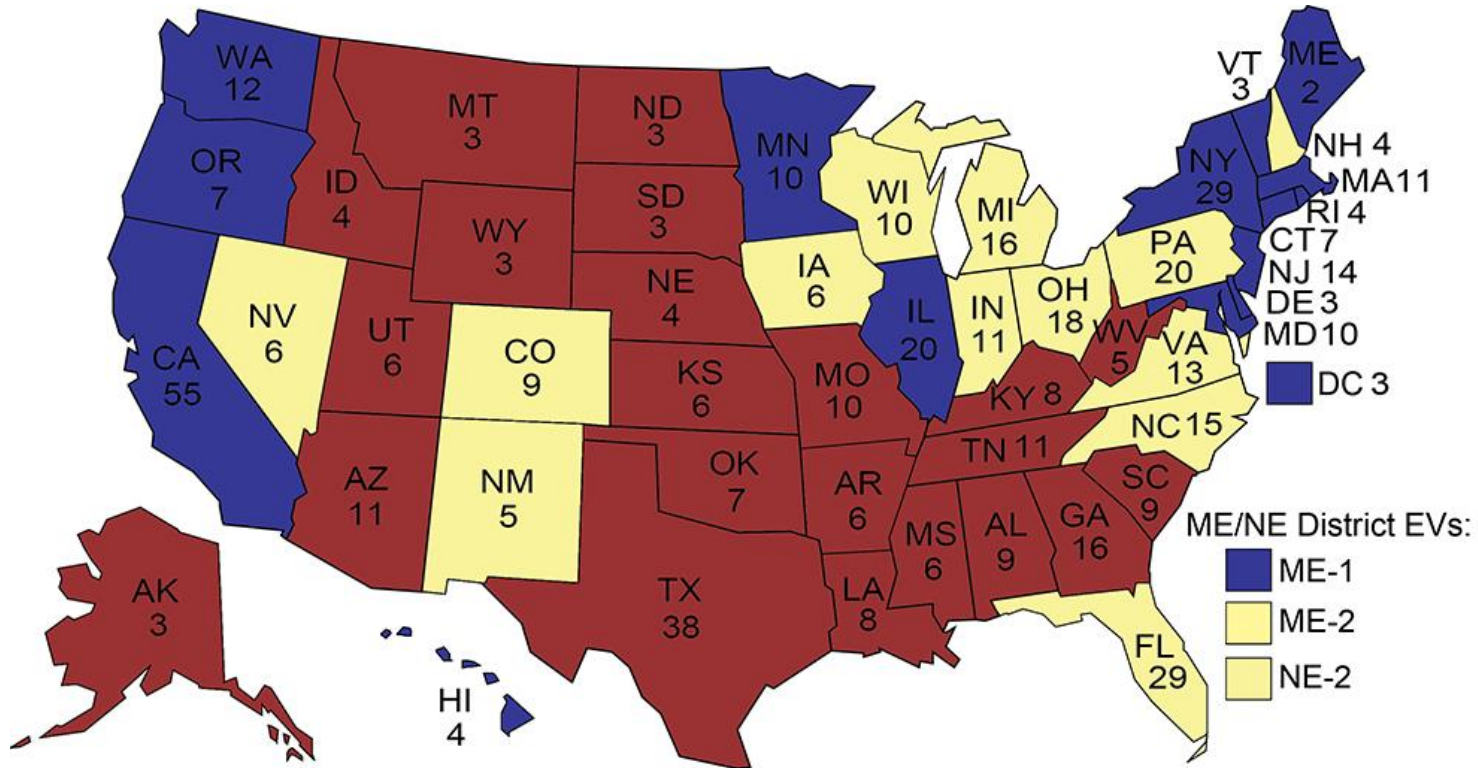 WA
12
OR
7
CA
55
NV
6
ID
4
MT
3
WY
3
UT
6
AZ
11
CO
9
NM
5
ND
3
SD
3
NE
4
KS
6
OK
7
TX
38
MN
10
IA
6
MO
10
AR
6
LA
8
WI
10
IL
20
MI
16
IN
11
OH
18
KY 8
TN 11
MS
6
AL
9
GA
16
FL
29
SC
9
NC 15
VA
13
WV
5
PA
20
NY
29
VT
3
ME
2
NH 4
MA11
RI 4
CT 7
NJ 14
DE 3
MD10
DC 3
AK
3
HI
4
ME/NE District EVs:
ME-1
ME-2
NE-2